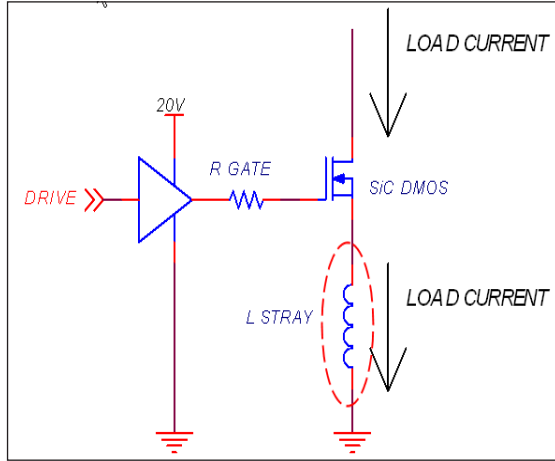 LOAD CURRENT
20V
R GATE
DRIVE
SiC DMOS
L STRAY
LOAD CURRENT